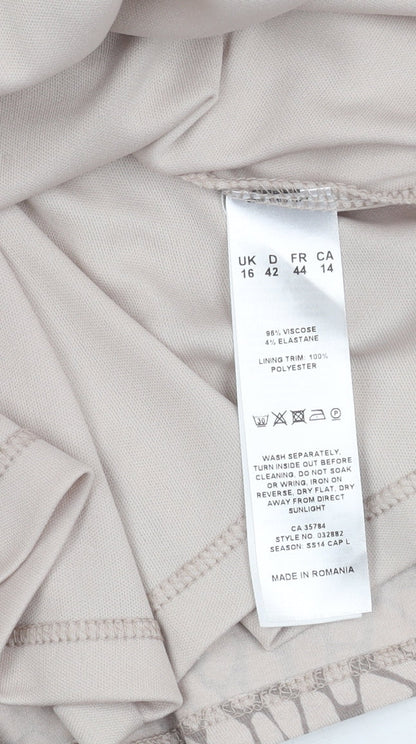 UK D FR CA
16 42 44 14
96% VISCOSE
4% ELASTANE
LINING TRIM: 100%
POLYESTER
30 P
WASH SEPARATELY,
TURN INSIDE OUT BEFORE
CLEANING. DO NOT SOAK
OR WRING. IRON ON
REVERSE, DRY FLAT, DRY
AWAY FROM DIRECT
SUNLIGHT
CA 35784
STYLE NO. 032882
SEASON: SS14 CAP L
MADE IN ROMANIA